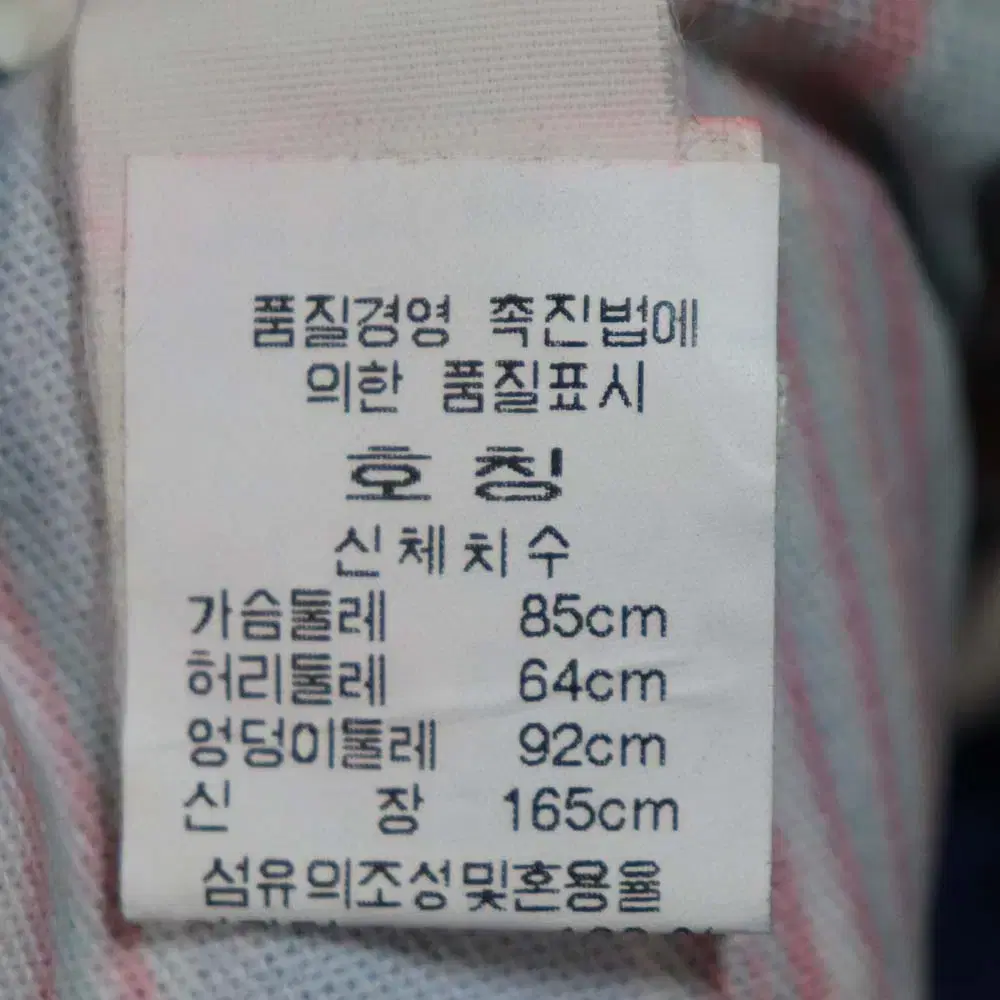 품질경영 촉진법에
의한 품질표시
호 칭
신체치수
가슴둘레 85cm
허리둘레 64cm
엉덩이둘레 92cm
신 장 165cm
섬유의조성및혼용율